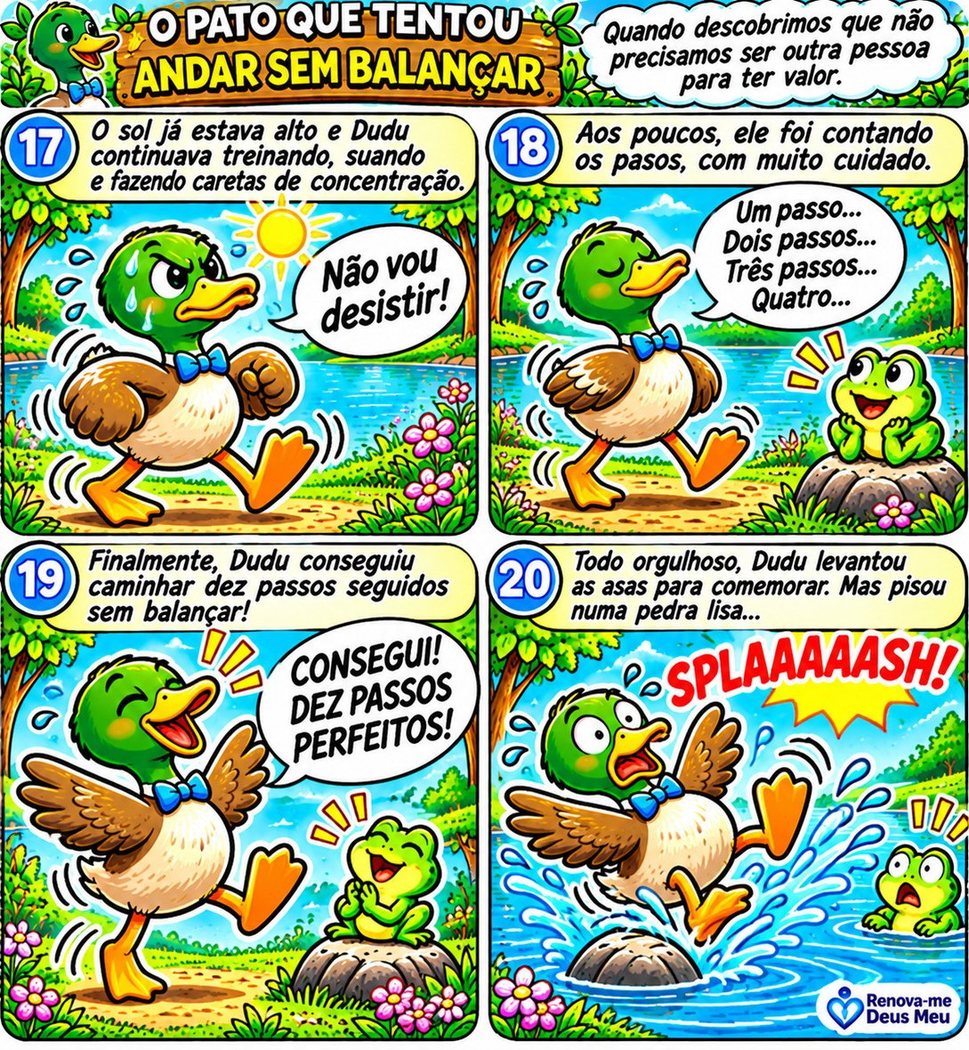 O PATO QUE TENTOU
ANDAR SEM BALANÇAR
Quando descobrimos que não
precisamos ser outra pessoa
para ter valor.
17
O sol já estava alto e Dudu
continuava treinando, suando
e fazendo caretas de concentração.
Não vou
desistir!
18
Aos poucos, ele foi contando
os pasos, com muito cuidado.
Um passo...
Dois passos...
Três passos...
Quatro...
19
Finalmente, Dudu conseguiu
caminhar dez passos seguidos
sem balançar!
CONSEGUI!
DEZ PASSOS
PERFEITOS!
20
Todo orgulhoso, Dudu levantou
as asas para comemorar. Mas pisou
numa pedra lisa...
SPLAAAAASH!
Renova-me
Deus Meu